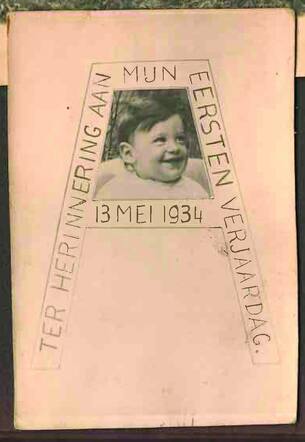 TER HERINNERING AAN
MIJN
EERSTEN VERJAARDAG.
13 MEI 1934